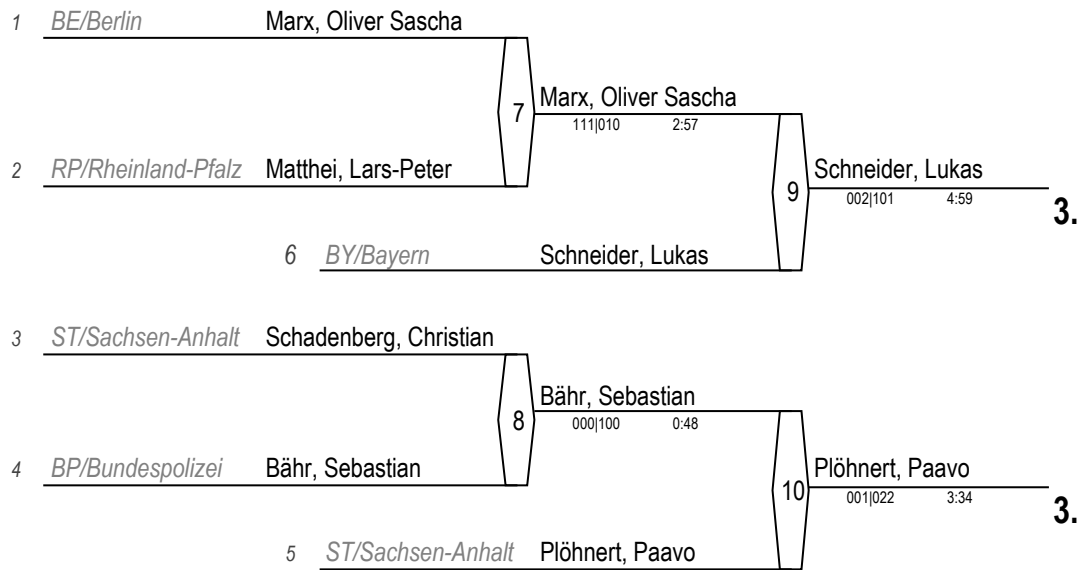 1 BE/Berlin Marx, Oliver Sascha
7 Marx, Oliver Sascha
111|010 2:57
2 RP/Rheinland-Pfalz Matthei, Lars-Peter
9 Schneider, Lukas
002|101 4:59
3.
6 BY/Bayern Schneider, Lukas
3 ST/Sachsen-Anhalt Schadenberg, Christian
8 Bähr, Sebastian
000|100 0:48
4 BP/Bundespolizei Bähr, Sebastian
10 Plöhnert, Paavo
001|022 3:34
3.
5 ST/Sachsen-Anhalt Plöhnert, Paavo